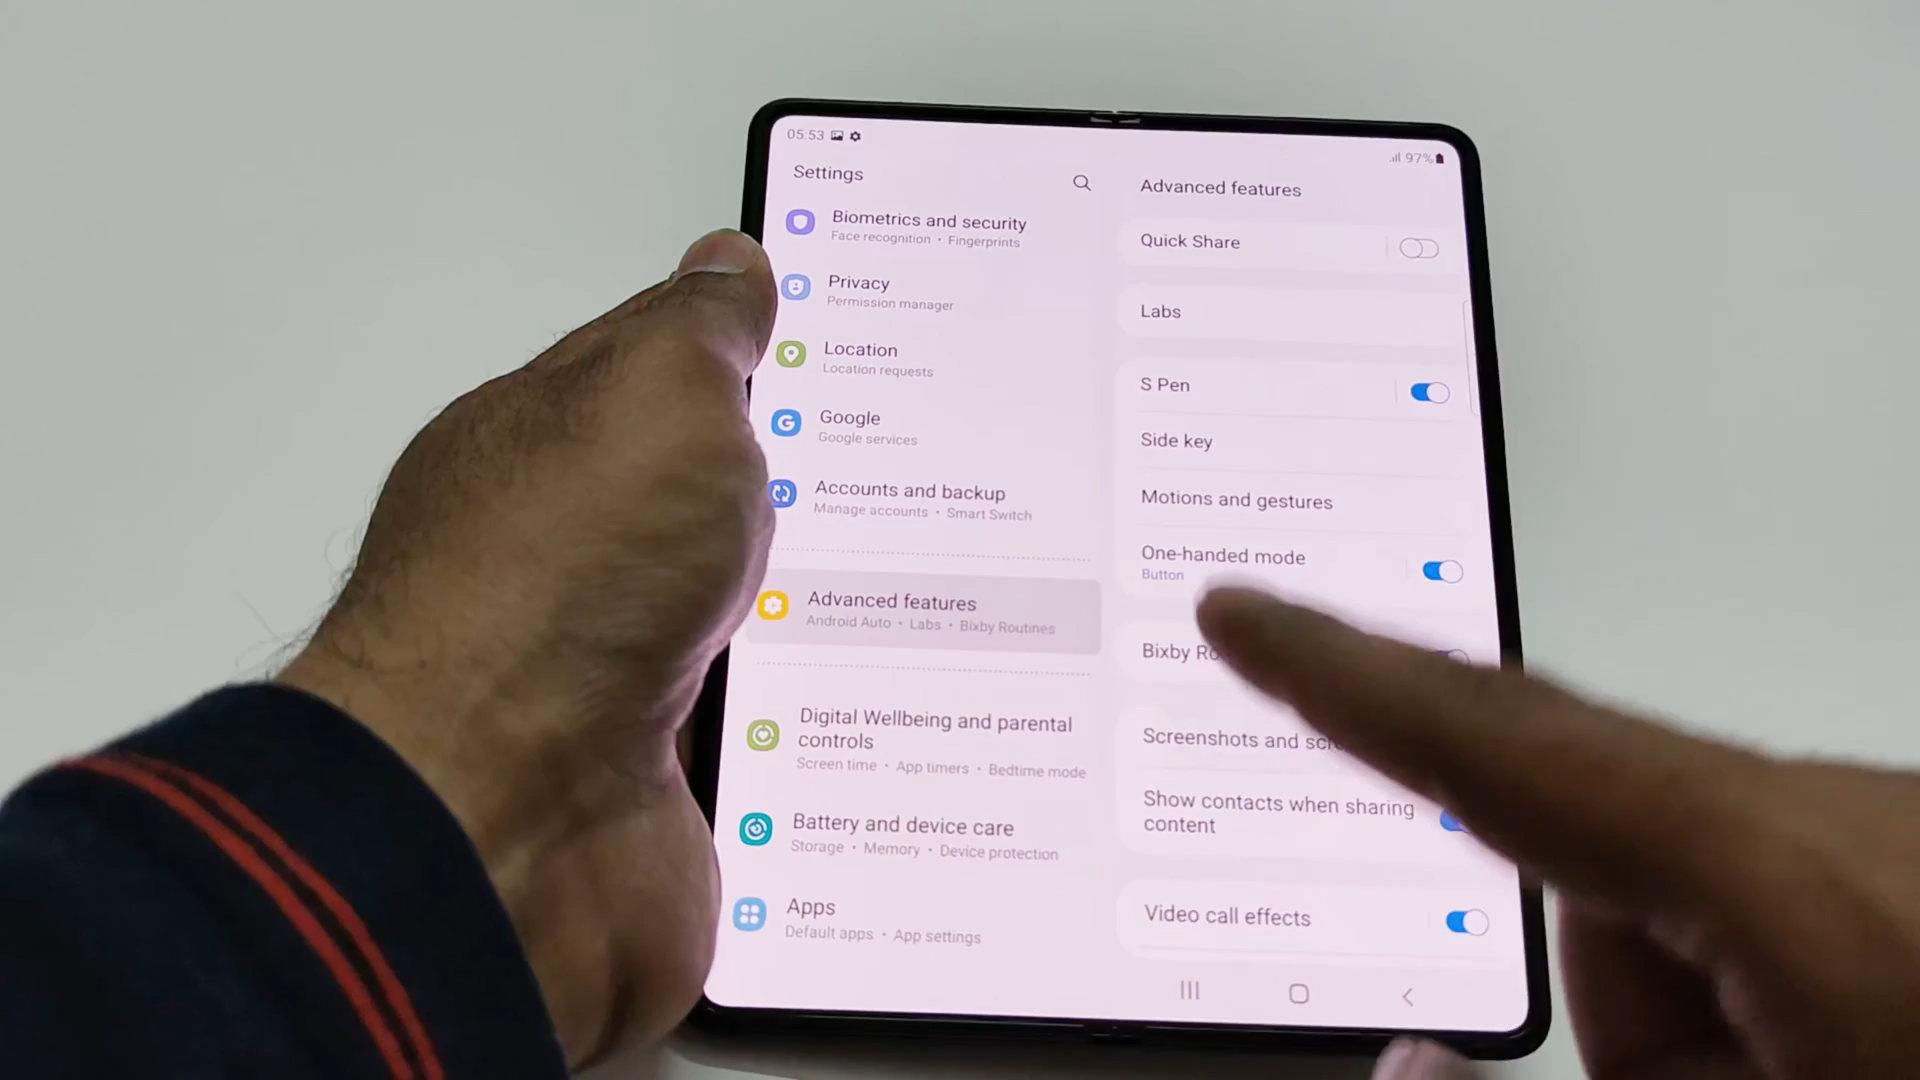 05:53
97%
Settings
Biometrics and security
Face recognition • Fingerprints
Privacy
Permission manager
Location
Location requests
Google
Google services
Accounts and backup
Manage accounts • Smart Switch
Advanced features
Android Auto • Labs • Bixby Routines
Digital Wellbeing and parental
controls
Screen time • App timers • Bedtime mode
Battery and device care
Storage • Memory • Device protection
Apps
Default apps • App settings
Advanced features
Quick Share
Labs
S Pen
Side key
Motions and gestures
One-handed mode
Button
Bixby
Screenshots and
Show contacts when sharing
content
Video call effects